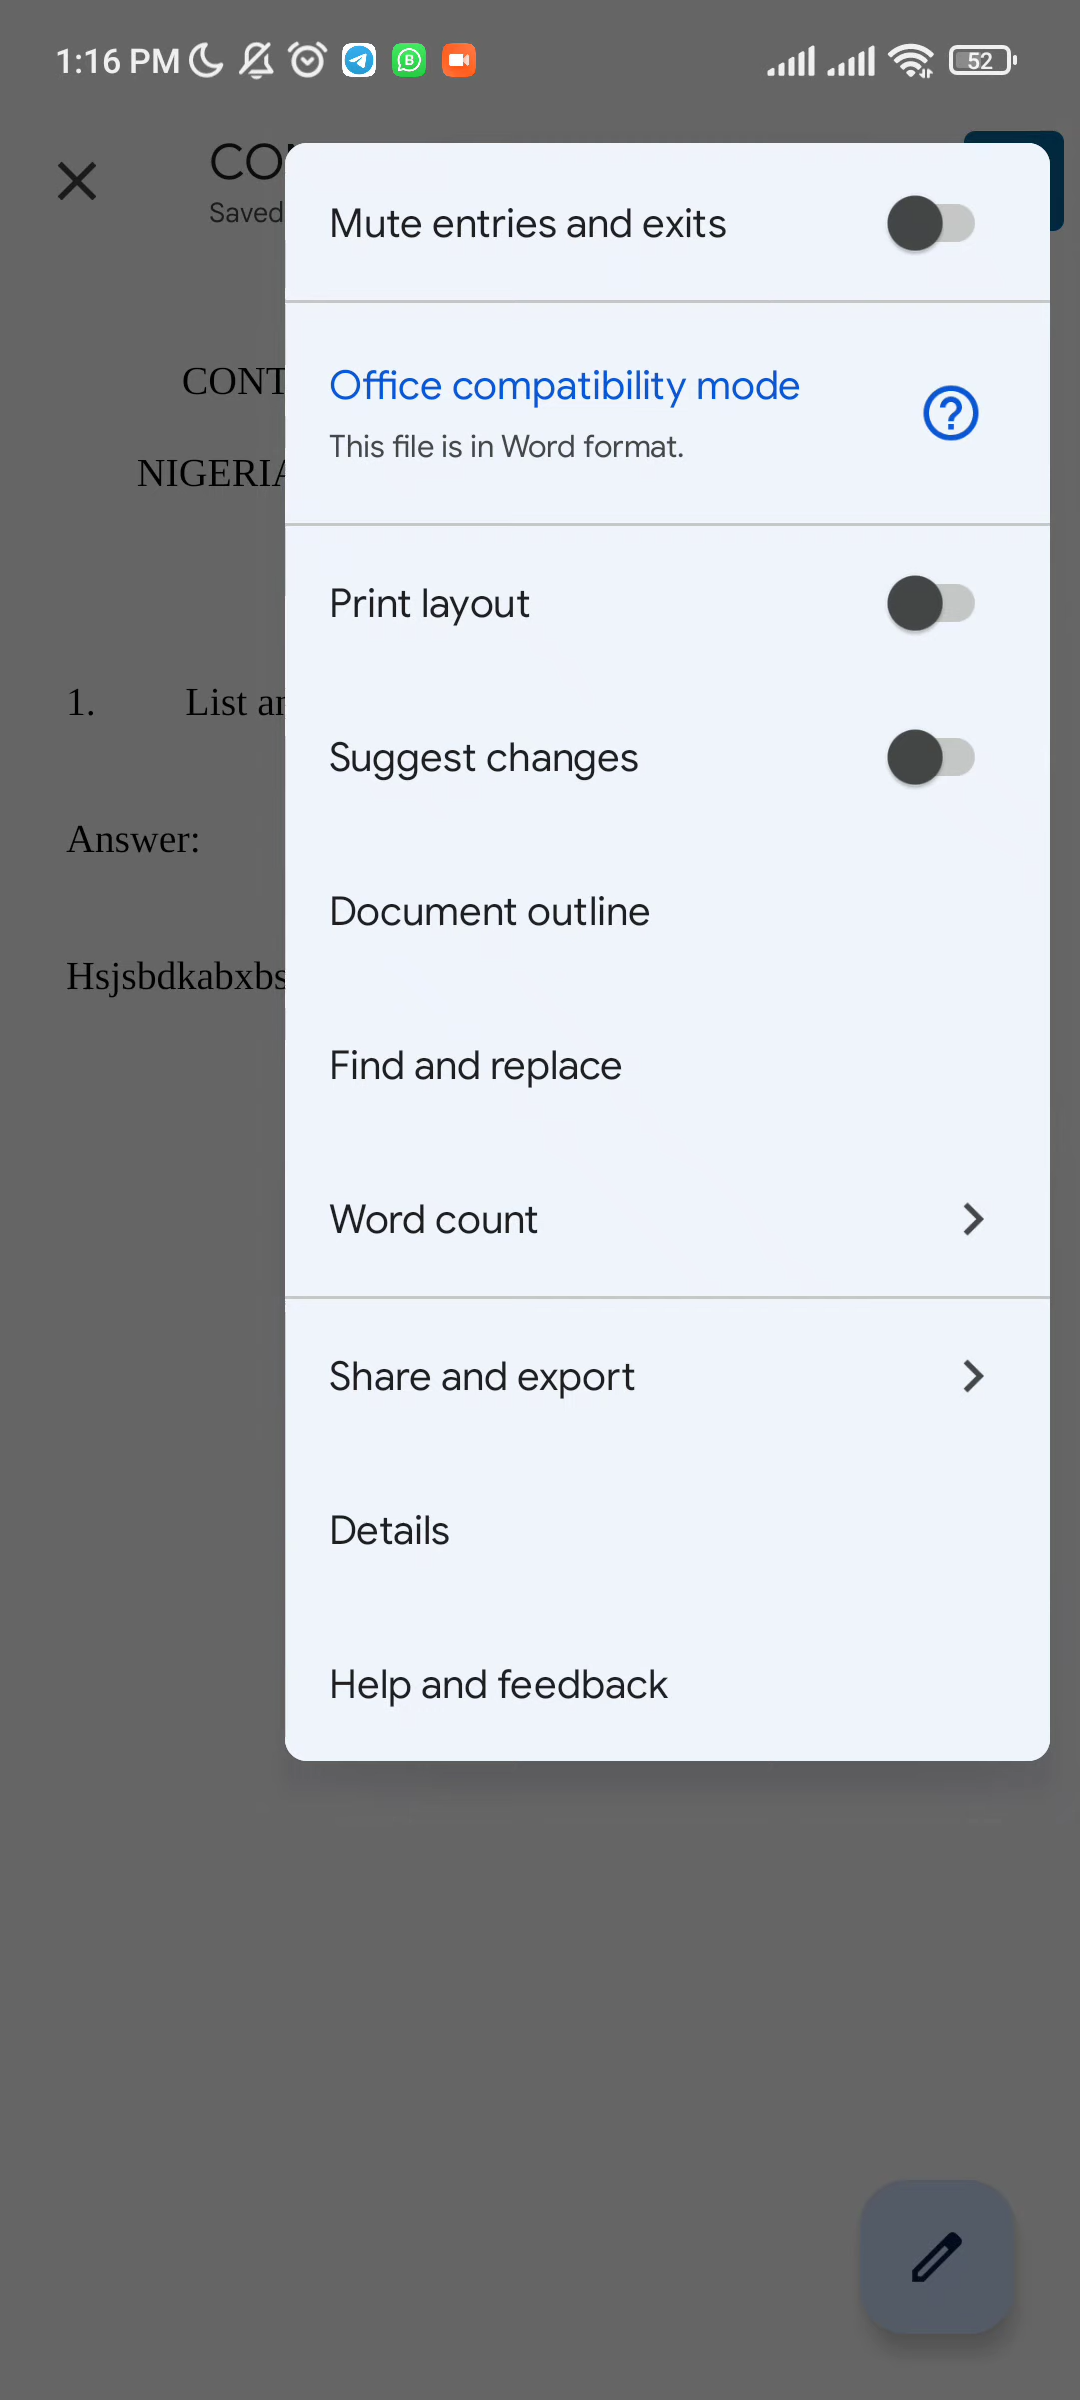 1:16 PM
52
CO
Saved
Mute entries and exits
CONT
Office compatibility mode
This file is in Word format.
NIGERIA
Print layout
1. List an
Suggest changes
Answer:
Document outline
Hsjsbdkabxbs
Find and replace
Word count
Share and export
Details
Help and feedback